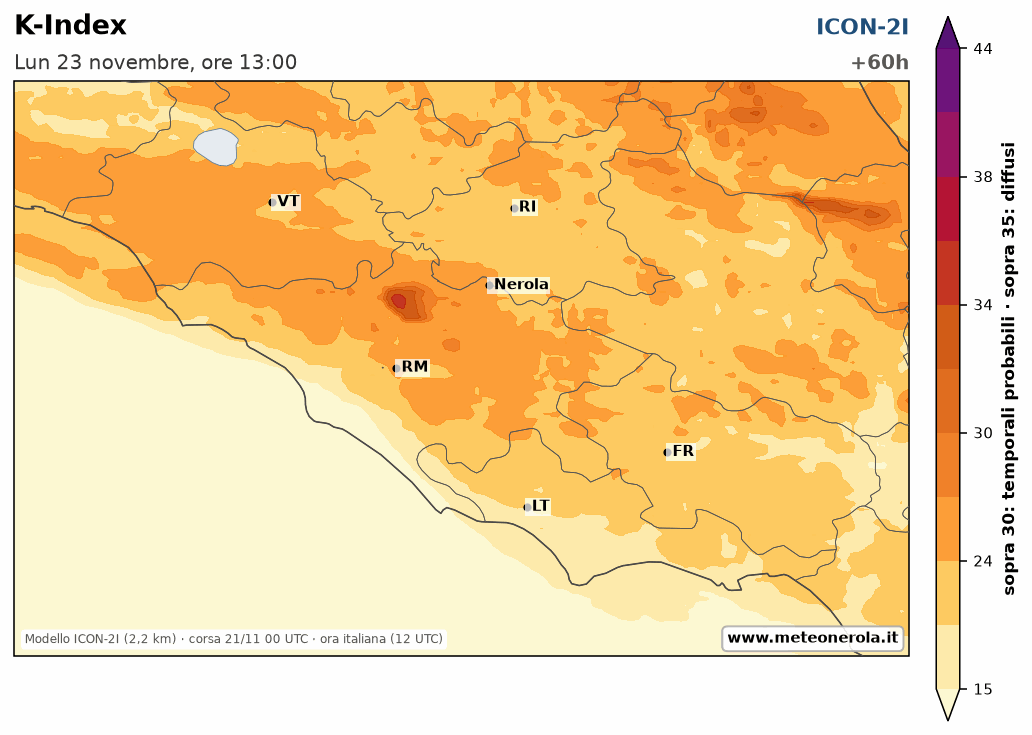 K-Index
ICON-2I
Lun 23 novembre, ore 13:00
+60h
44
38
34
30
24
15
sopra 30: temporali probabili · sopra 35: diffusi
VT
RI
Nerola
RM
FR
LT
Modello ICON-2I (2,2 km) · corsa 21/11 00 UTC · ora italiana (12 UTC)
www.meteonerola.it